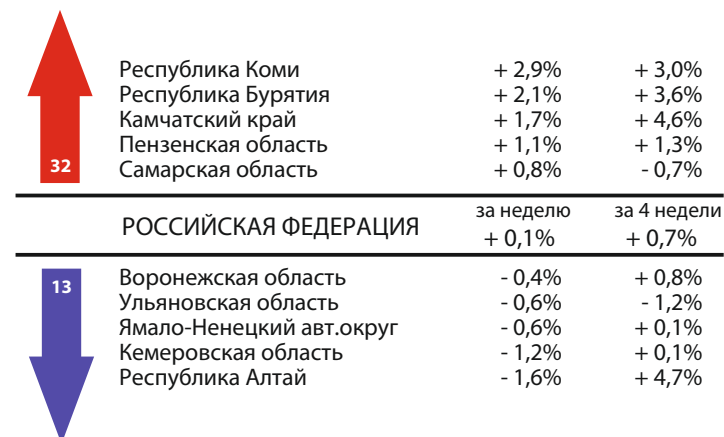 Республика Коми + 2,9% + 3,0%
Республика Бурятия + 2,1% + 3,6%
Камчатский край + 1,7% + 4,6%
Пензенская область + 1,1% + 1,3%
32 Самарская область + 0,8% - 0,7%
за неделю за 4 недели
РОССИЙСКАЯ ФЕДЕРАЦИЯ + 0,1% + 0,7%
13 Воронежская область - 0,4% + 0,8%
Ульяновская область - 0,6% - 1,2%
Ямало-Ненецкий авт.округ - 0,6% + 0,1%
Кемеровская область - 1,2% + 0,1%
Республика Алтай - 1,6% + 4,7%